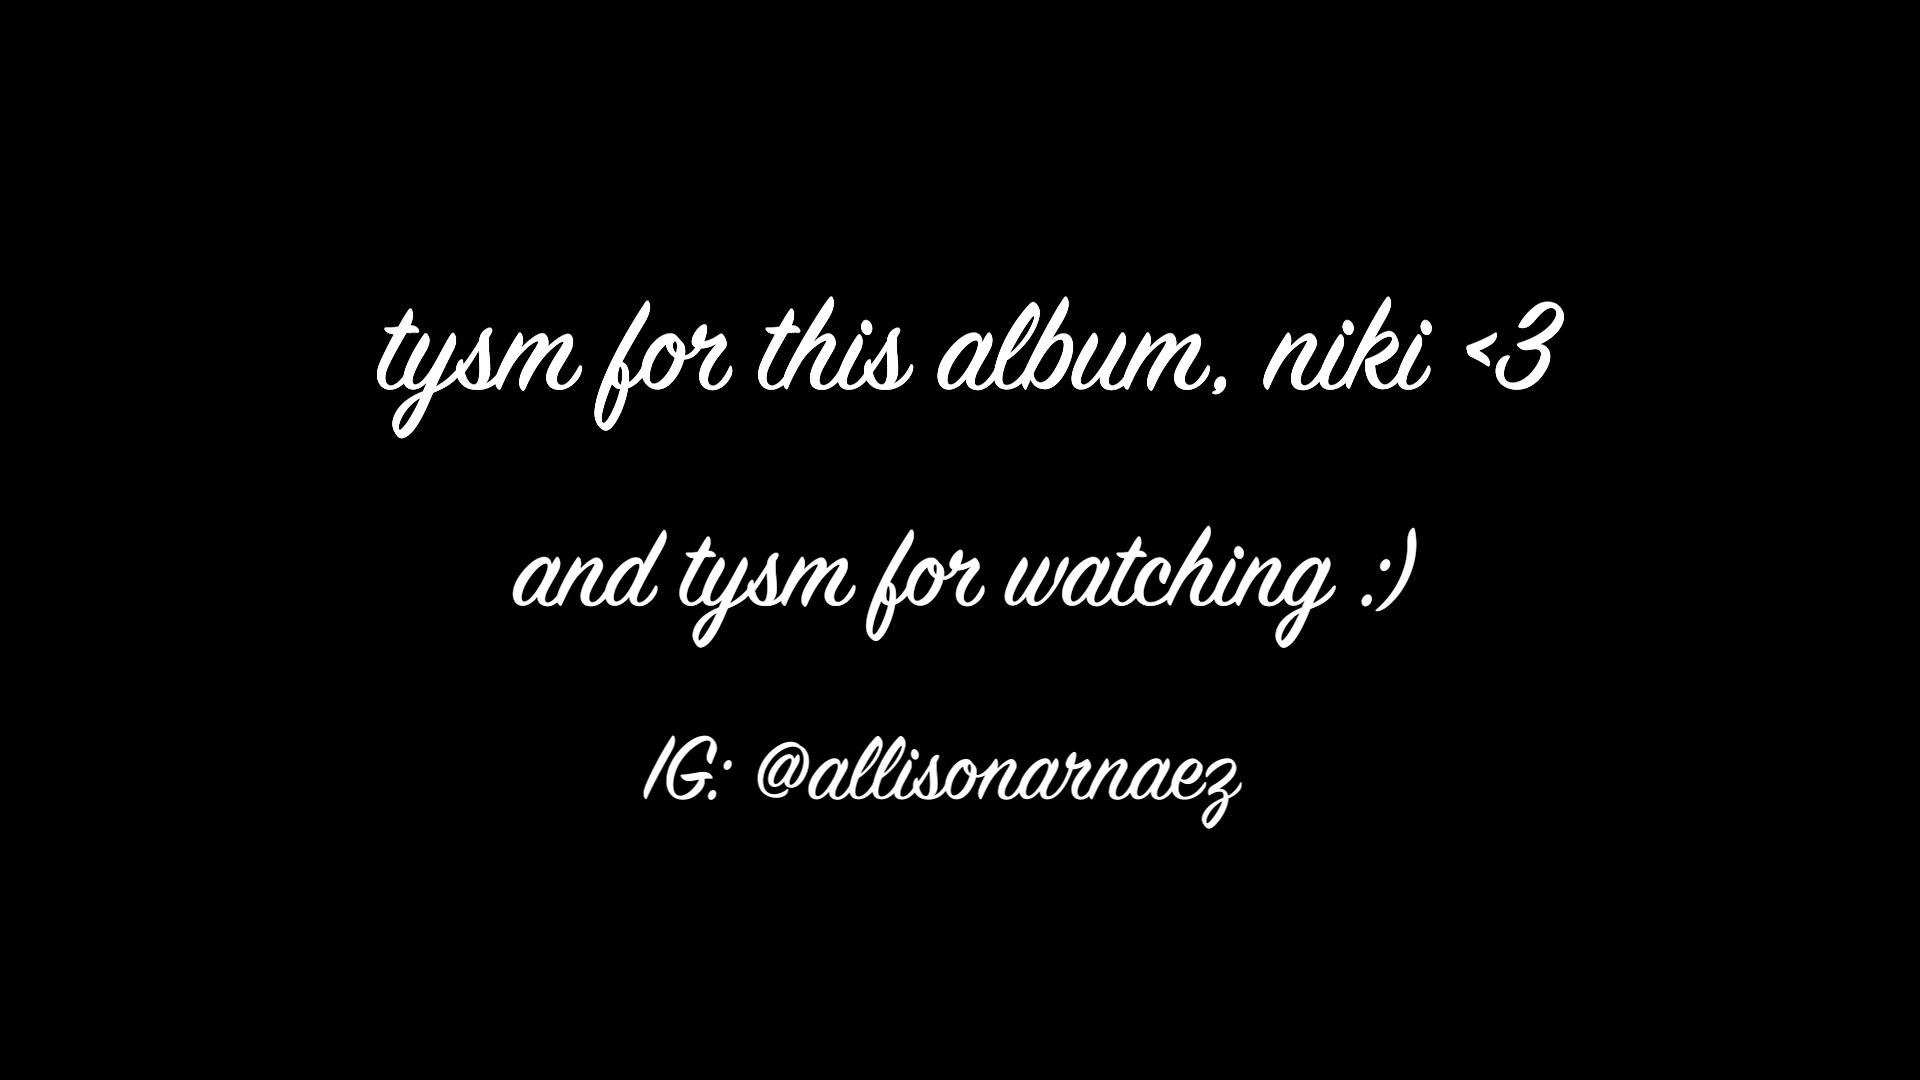 tysm for this album, niki <3
and tysm for watching :)
IG: @allisonarnaez